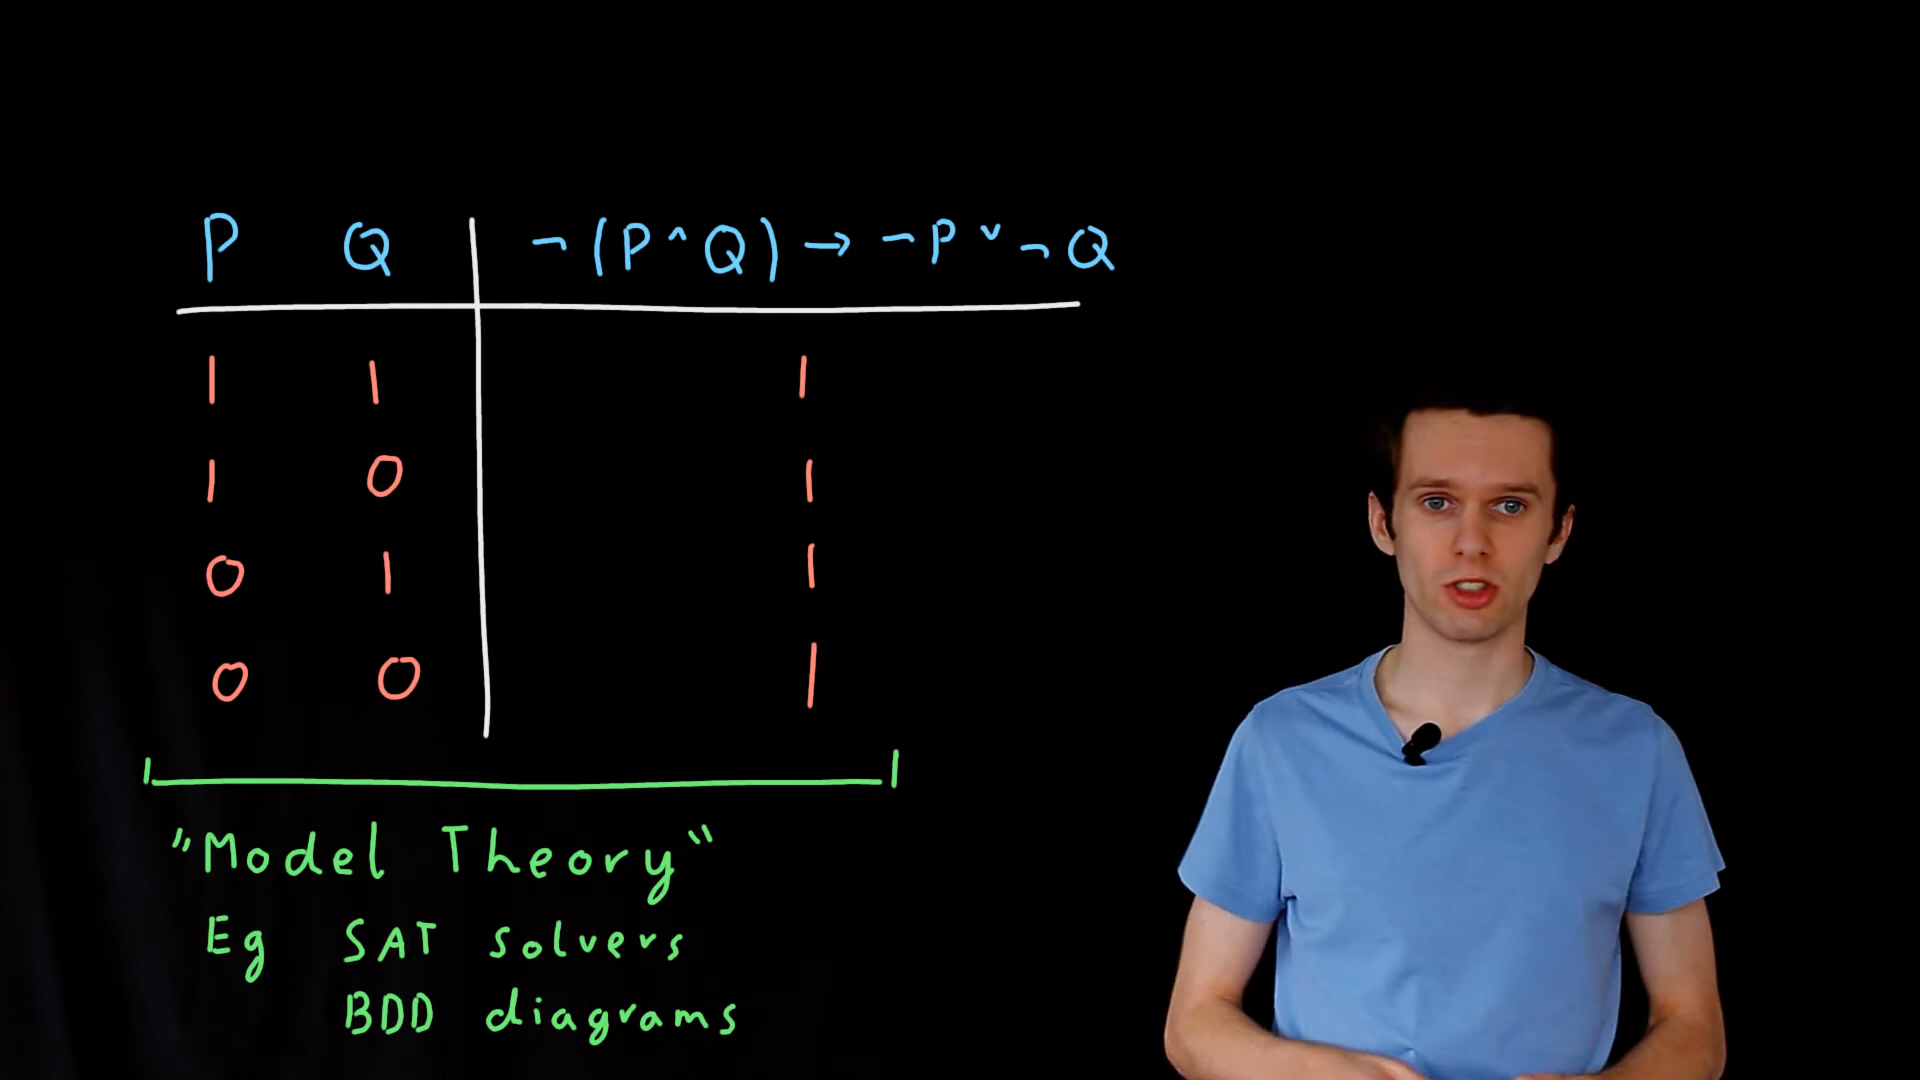 P Q ¬(P ∧ Q) → ¬P ∨ ¬Q
1 1 1
1 0 1
0 1 1
0 0 1
"Model Theory"
Eg SAT solvers
BDD diagrams